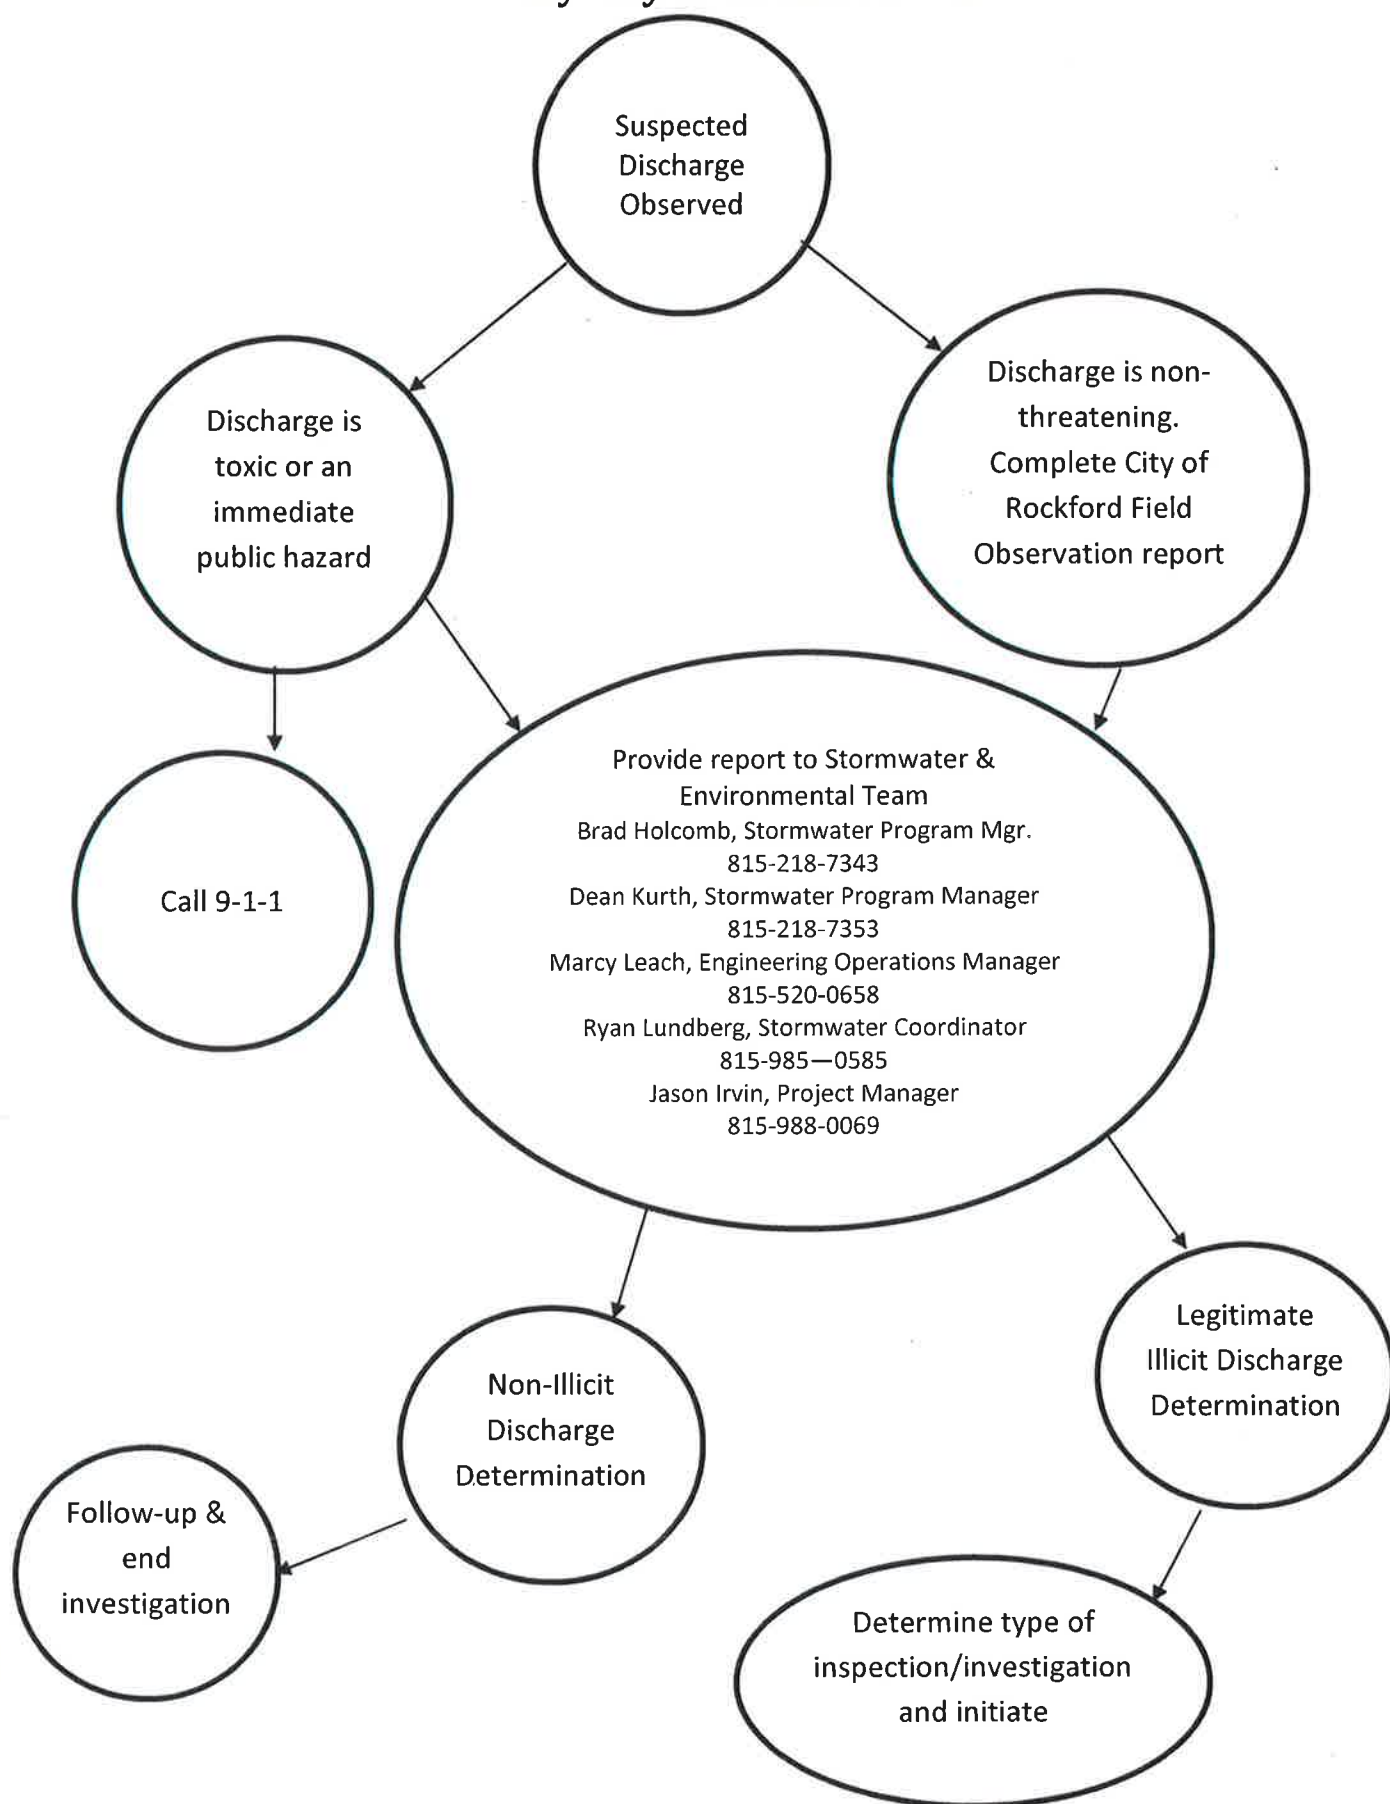 Suspected
Discharge
Observed
Discharge is
toxic or an
immediate
public hazard
Discharge is non-
threatening.
Complete City of
Rockford Field
Observation report
Call 9-1-1
Provide report to Stormwater &
Environmental Team
Brad Holcomb, Stormwater Program Mgr.
815-218-7343
Dean Kurth, Stormwater Program Manager
815-218-7353
Marcy Leach, Engineering Operations Manager
815-520-0658
Ryan Lundberg, Stormwater Coordinator
815-985—0585
Jason Irvin, Project Manager
815-988-0069
Non-Illicit
Discharge
Determination
Legitimate
Illicit Discharge
Determination
Follow-up &
end
investigation
Determine type of
inspection/investigation
and initiate